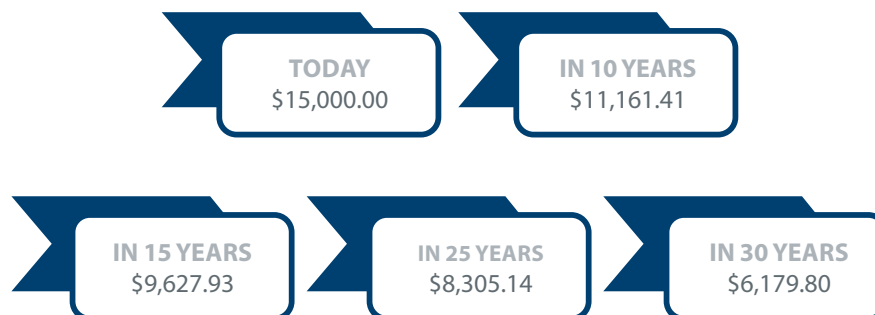 TODAY
$15,000.00
IN 10 YEARS
$11,161.41
IN 15 YEARS
$9,627.93
IN 25 YEARS
$8,305.14
IN 30 YEARS
$6,179.80